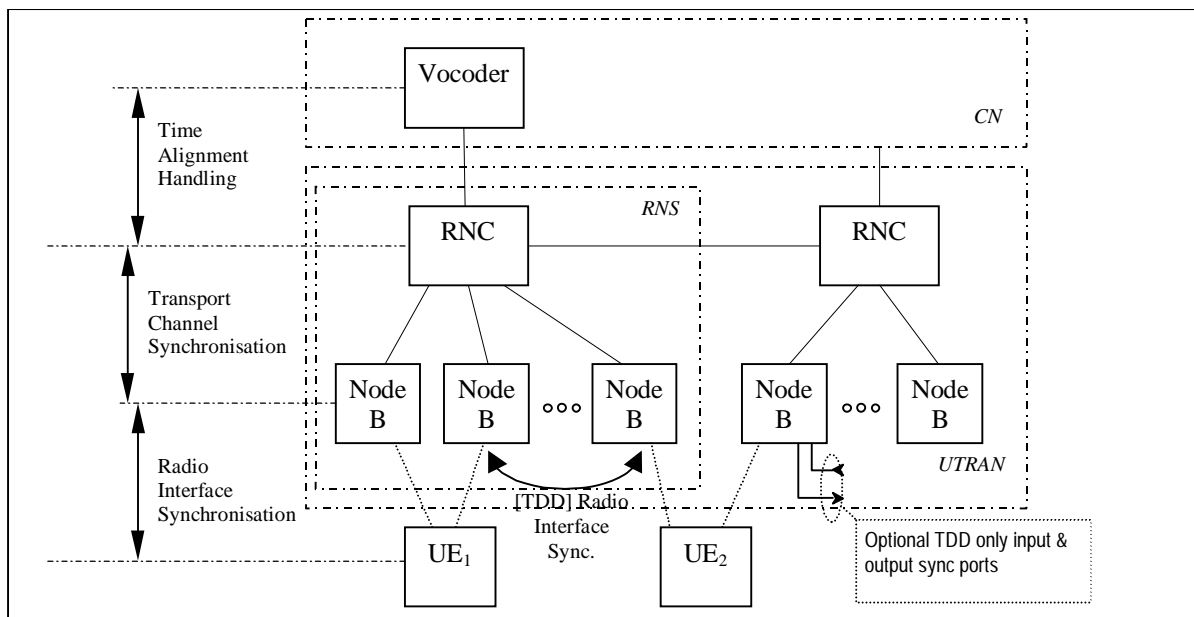 Vocoder
CN
Time
Alignment
Handling
RNS
RNC
RNC
Transport
Channel
Synchronisation
Node
B
Node
B
Node
B
Node
B
Node
B
UTRAN
Radio
Interface
Synchronisation
[TDD] Radio
Interface
Sync.
UE1
UE2
Optional TDD only input &
output sync ports